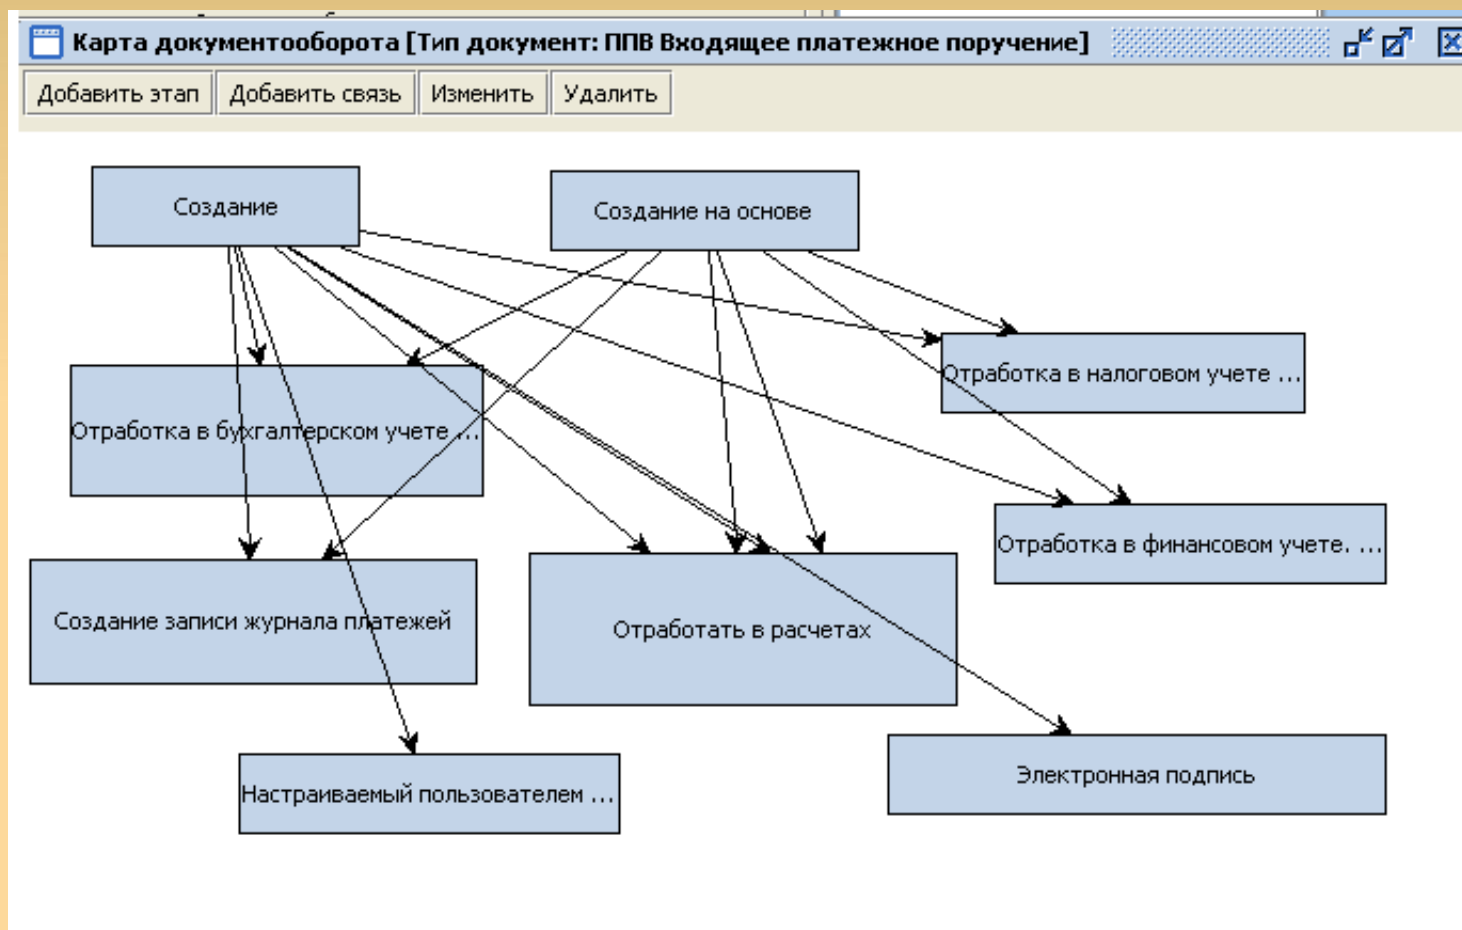 Карта документооборота [Тип документ: ППВ Входящее платежное поручение]
Добавить этап Добавить связь Изменить Удалить
Создание
Создание на основе
Отработка в налоговом учете ...
Отработка в бухгалтерском учете ...
Отработка в финансовом учете. ...
Создание записи журнала платежей
Отработать в расчетах
Электронная подпись
Настраиваемый пользователем ...